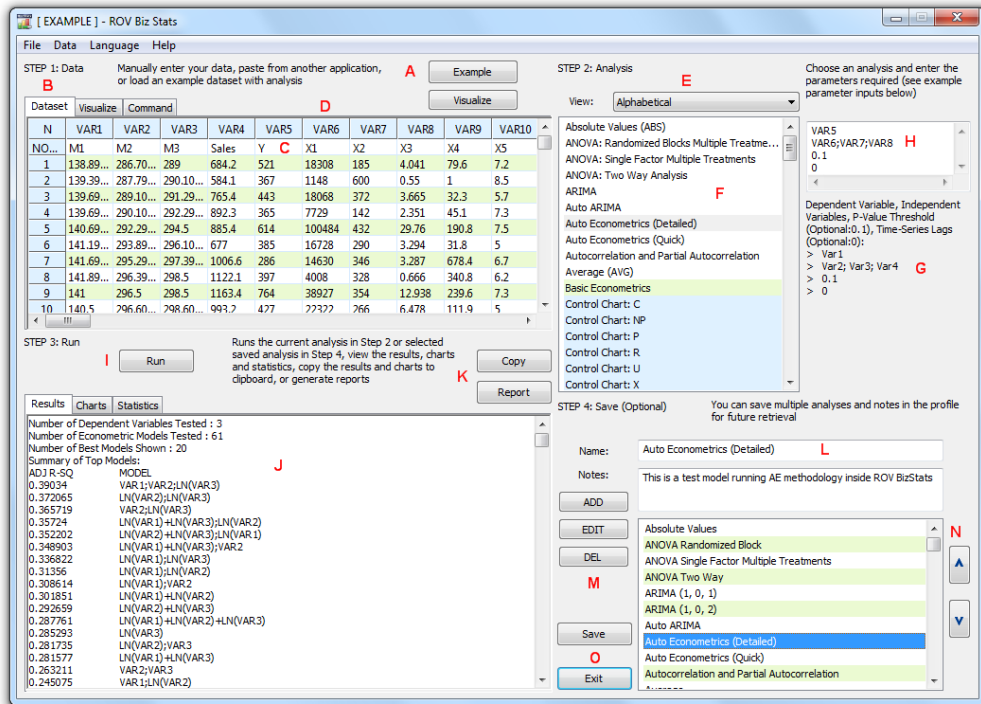 [ EXAMPLE ] - ROV Biz Stats
File Data Language Help
STEP 1: Data
Manually enter your data, paste from another application,
or load an example dataset with analysis
A
Example
Visualize
B
Dataset Visualize Command
D
N VAR1 VAR2 VAR3 VAR4 VAR5 VAR6 VAR7 VAR8 VAR9 VAR10
NO... M1 M2 M3 Sales Y C X1 X2 X3 X4 X5
1 138.89... 286.70... 289 684.2 521 18308 185 4.041 79.6 7.2
2 139.39... 287.79... 290.10... 584.1 367 1148 600 0.55 1 8.5
3 139.69... 289.10... 291.29... 765.4 443 18068 372 3.665 32.3 5.7
4 139.69... 290.10... 292.29... 892.3 365 7729 142 2.351 45.1 7.3
5 140.69... 292.29... 294.5 885.4 614 100484 432 29.76 190.8 7.5
6 141.19... 293.89... 296.10... 677 385 16728 290 3.294 31.8 5
7 141.69... 295.29... 297.39... 1006.6 286 14630 346 3.287 678.4 6.7
8 141.89... 296.39... 298.5 1122.1 397 4008 328 0.666 340.8 6.2
9 141 296.5 298.5 1163.4 764 38927 354 12.938 239.6 7.3
10 140.5 296.60... 298.60... 993.2 427 22322 266 6.478 111.9 5
STEP 2: Analysis
E
View: Alphabetical
Absolute Values (ABS)
ANOVA: Randomized Blocks Multiple Treatme...
ANOVA: Single Factor Multiple Treatments
ANOVA: Two Way Analysis
ARIMA
F
Auto ARIMA
Auto Econometrics (Detailed)
Auto Econometrics (Quick)
Autocorrelation and Partial Autocorrelation
Average (AVG)
Basic Econometrics
Control Chart: C
Control Chart: NP
Control Chart: P
Control Chart: R
Control Chart: U
Control Chart: X
Choose an analysis and enter the
parameters required (see example
parameter inputs below)
VAR5
VAR6;VAR7;VAR8
H
0.1
0
Dependent Variable, Independent
Variables, P-Value Threshold
(Optional:0.1), Time-Series Lags
(Optional:0):
> Var1
> Var2; Var3; Var4
G
> 0.1
> 0
STEP 3: Run
I
Run
Runs the current analysis in Step 2 or selected
saved analysis in Step 4, view the results, charts
and statistics, copy the results and charts to
clipboard, or generate reports
K
Copy
Report
Results Charts Statistics
Number of Dependent Variables Tested : 3
Number of Econometric Models Tested : 61
Number of Best Models Shown : 20
Summary of Top Models:
J
ADJ R-SQ MODEL
0.39034 VAR1;VAR2;LN(VAR3)
0.372065 LN(VAR2);LN(VAR3)
0.365719 VAR2;LN(VAR3)
0.35724 LN(VAR1)+LN(VAR3);LN(VAR2)
0.352202 LN(VAR2)+LN(VAR3);LN(VAR1)
0.348903 LN(VAR1)+LN(VAR3);VAR2
0.336822 LN(VAR1);LN(VAR3)
0.31356 LN(VAR1);LN(VAR2)
0.308614 LN(VAR1);VAR2
0.301851 LN(VAR1)+LN(VAR2)
0.292659 LN(VAR2)+LN(VAR3)
0.287761 LN(VAR1)+LN(VAR2)+LN(VAR3)
0.285293 LN(VAR3)
0.281735 LN(VAR2);VAR3
0.281577 LN(VAR1)+LN(VAR3)
0.263211 VAR2;VAR3
0.245075 VAR1;LN(VAR2)
STEP 4: Save (Optional)
You can save multiple analyses and notes in the profile
for future retrieval
Name: Auto Econometrics (Detailed)
L
Notes: This is a test model running AE methodology inside ROV BizStats
ADD
EDIT
DEL
M
Save
O
Exit
Absolute Values
ANOVA Randomized Block
ANOVA Single Factor Multiple Treatments
ANOVA Two Way
ARIMA (1, 0, 1)
ARIMA (1, 0, 2)
Auto ARIMA
Auto Econometrics (Detailed)
Auto Econometrics (Quick)
Autocorrelation and Partial Autocorrelation
Average
N